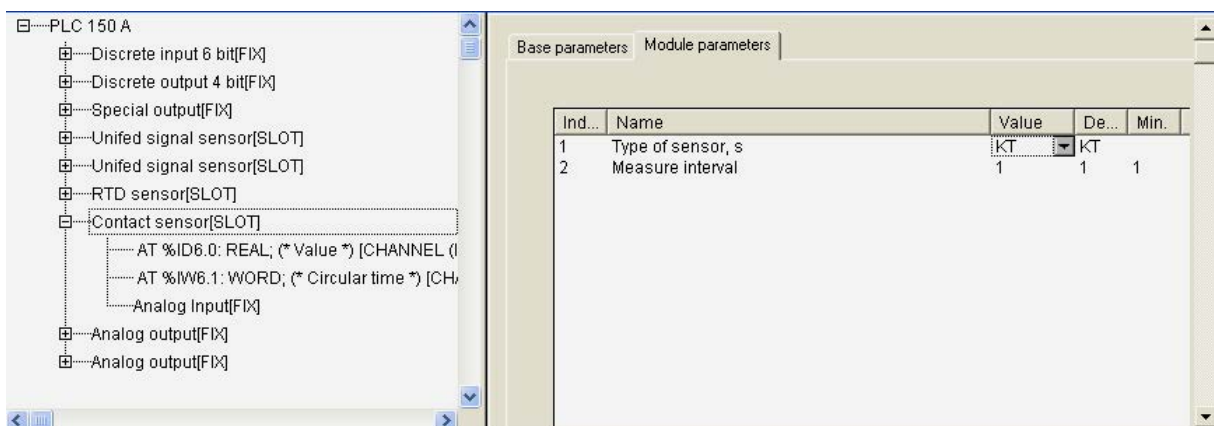 PLC 150 A
Discrete input 6 bit[FIX]
Discrete output 4 bit[FIX]
Special output[FIX]
Unifed signal sensor[SLOT]
Unifed signal sensor[SLOT]
RTD sensor[SLOT]
Contact sensor[SLOT]
AT %ID6.0: REAL; (* Value *) [CHANNEL (I
AT %IW6.1: WORD; (* Circular time *) [CH
Analog Input[FIX]
Analog output[FIX]
Analog output[FIX]
Base parameters Module parameters
Ind... Name Value De... Min.
1 Type of sensor, s KT KT
2 Measure interval 1 1 1